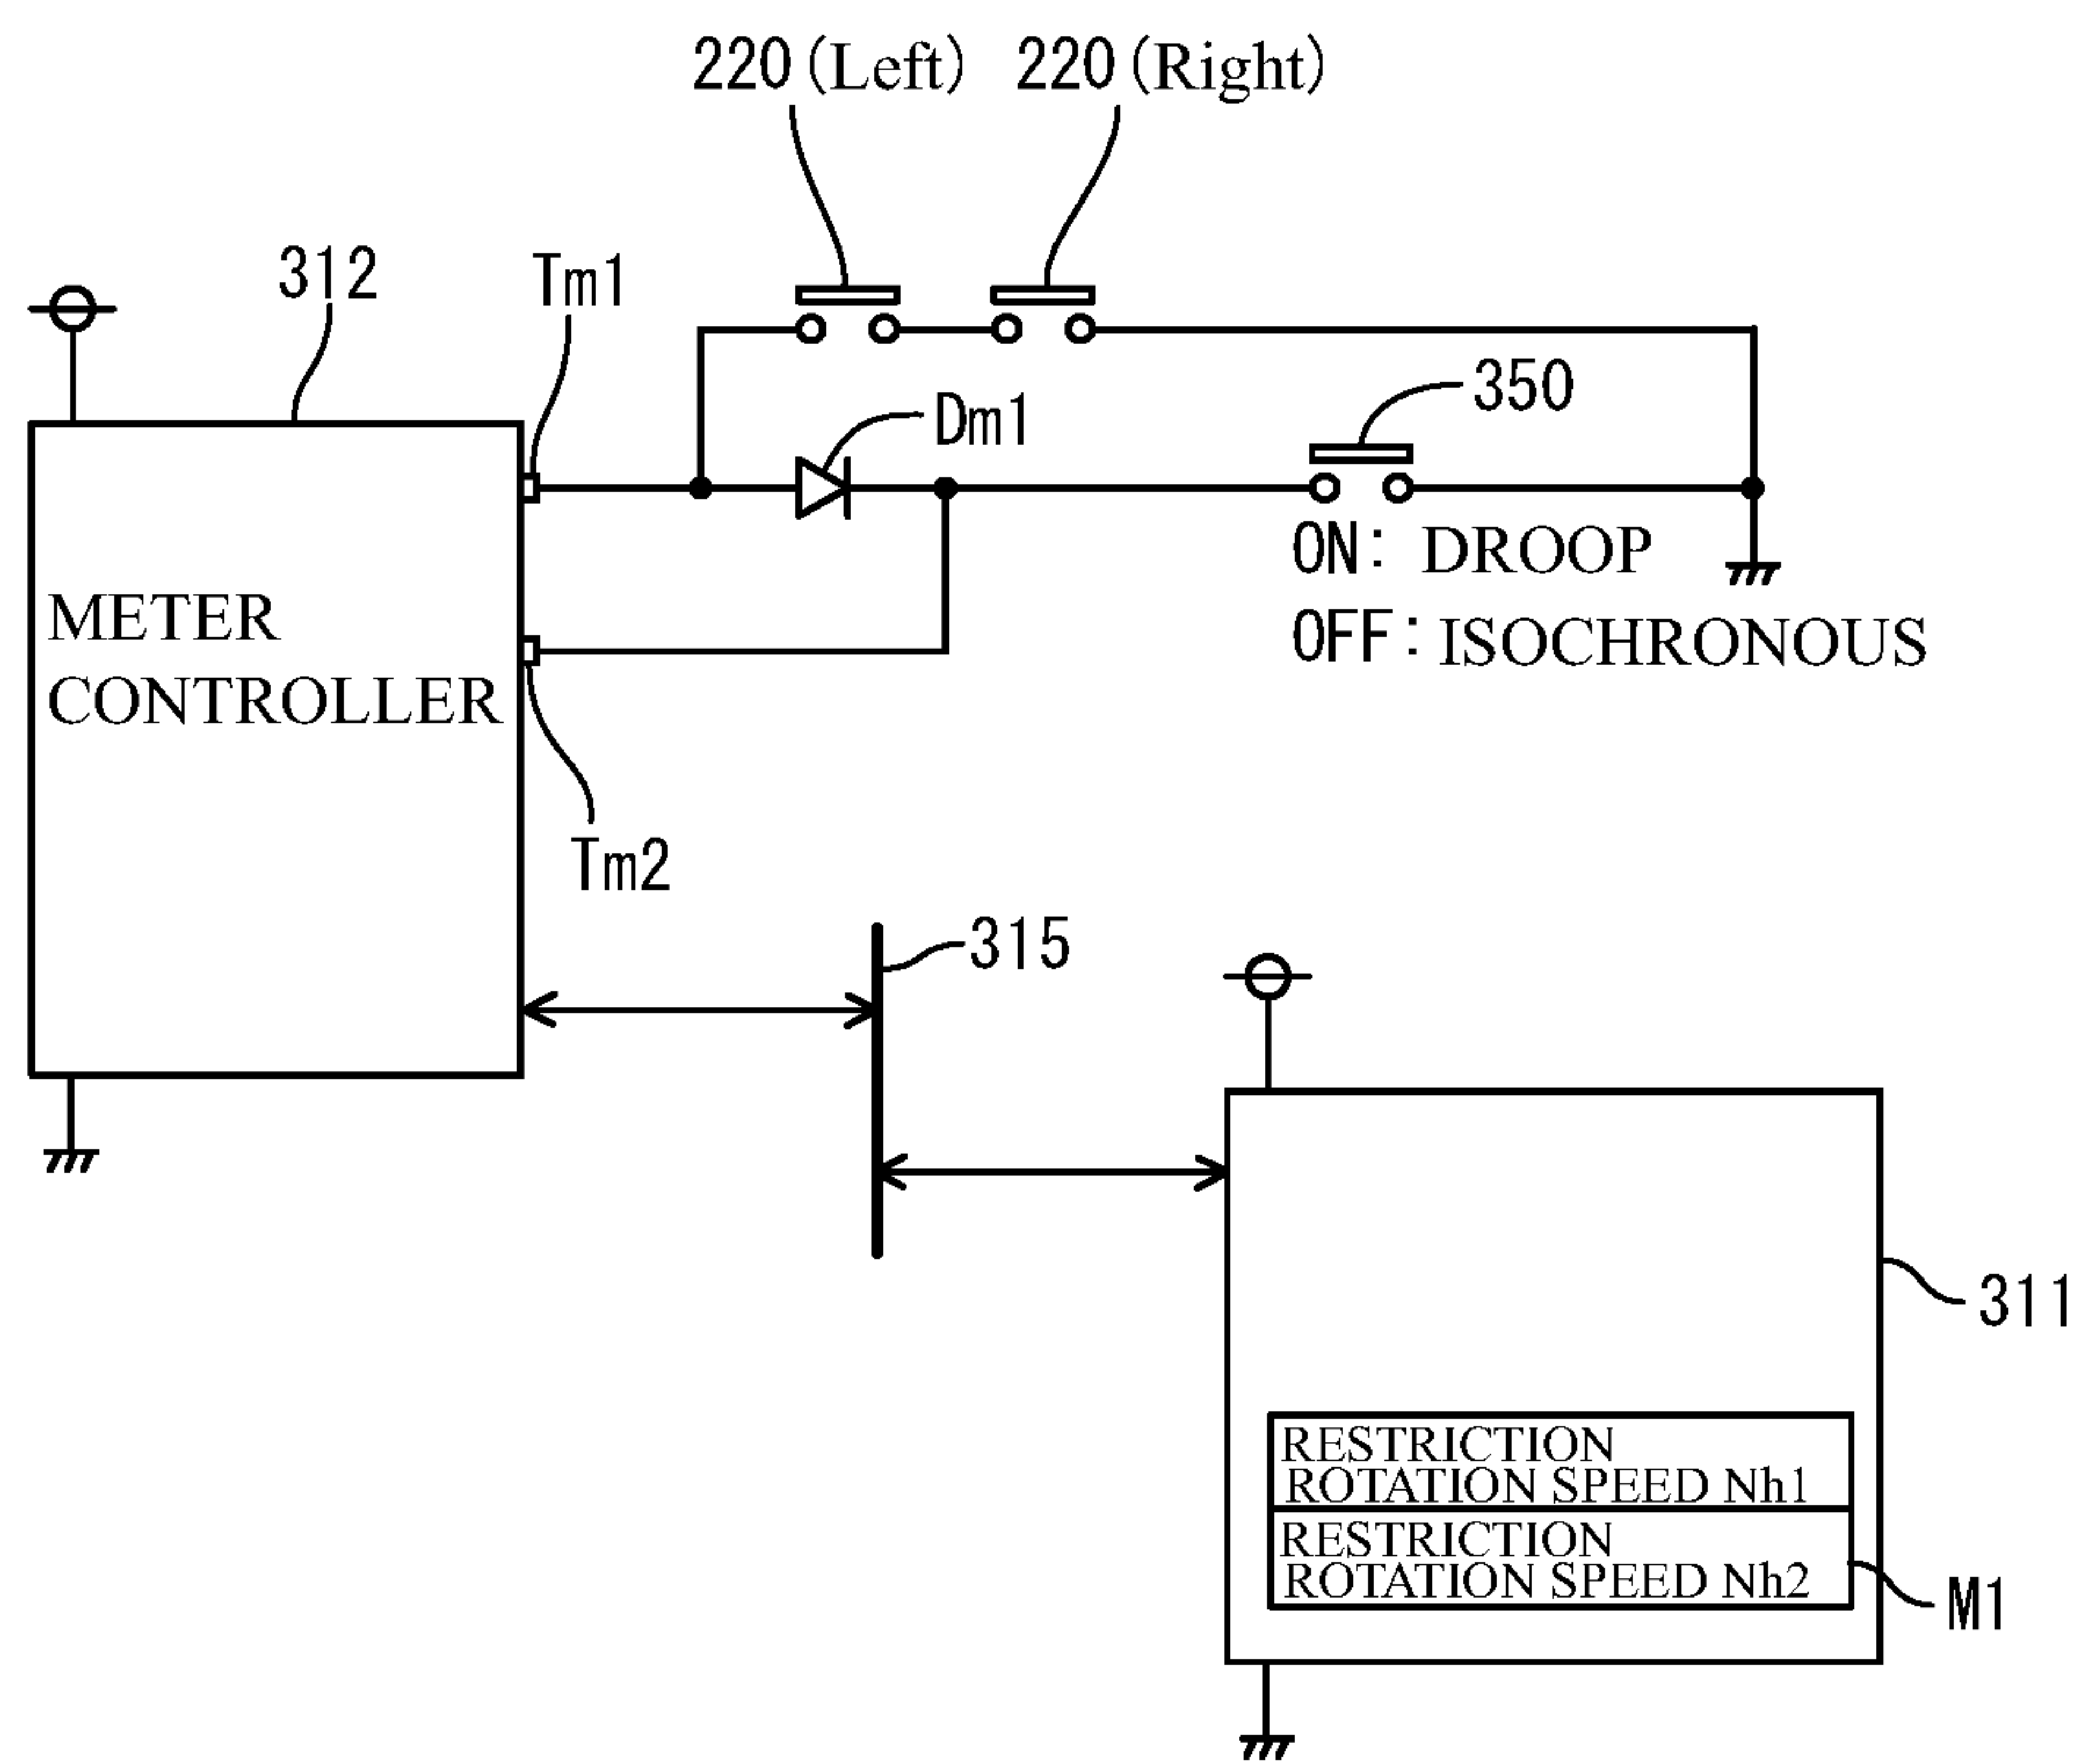 220(Left) 220(Right)
312
Tm1
350
Dm1
ON: DROOP
OFF: ISOCHRONOUS
METER
CONTROLLER
Tm2
315
311
RESTRICTION
ROTATION SPEED Nh1
RESTRICTION
ROTATION SPEED Nh2
M1